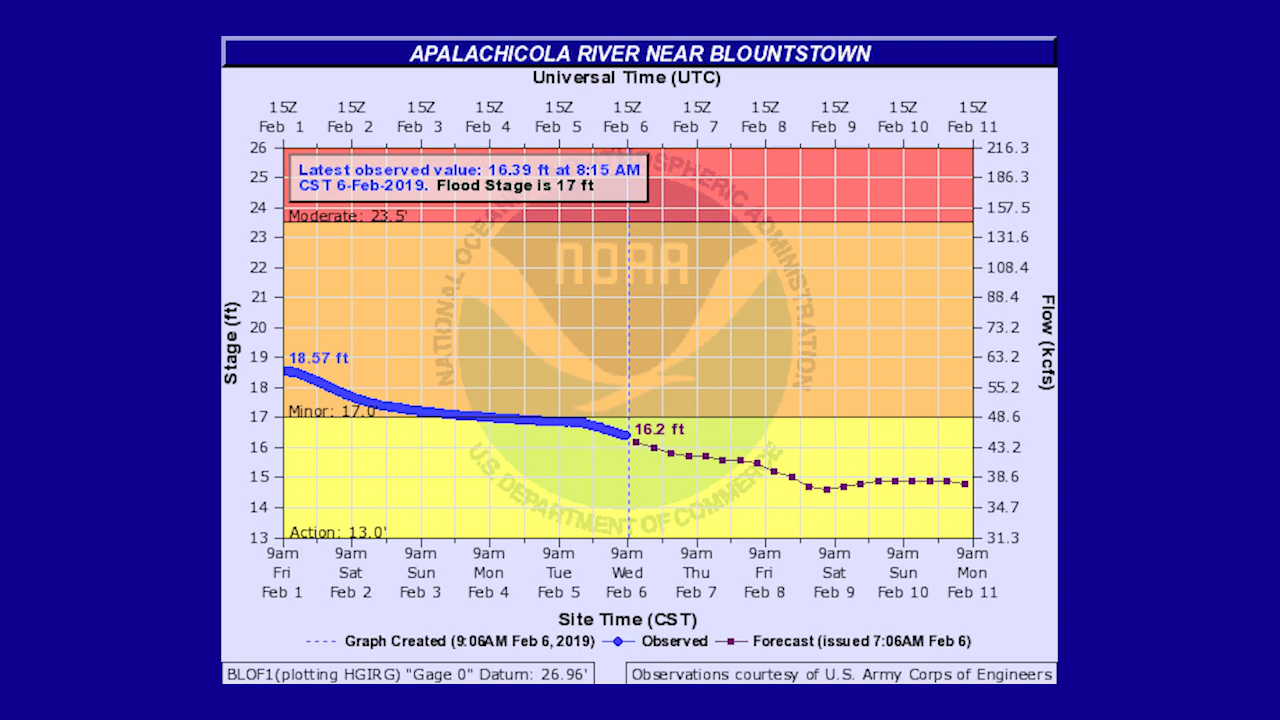 APALACHICOLA RIVER NEAR BLOUNTSTOWN
Universal Time (UTC)
15Z 15Z 15Z 15Z 15Z 15Z 15Z 15Z 15Z 15Z 15Z
Feb 1 Feb 2 Feb 3 Feb 4 Feb 5 Feb 6 Feb 7 Feb 8 Feb 9 Feb 10 Feb 11
26 216.3
Latest observed value: 16.39 ft at 8:15 AM
25 186.3
CST 6-Feb-2019. Flood Stage is 17 ft
24 157.5
Moderate: 23.5'
23 131.6
22 108.4
21 88.4
20 73.2
19 63.2
18.57 ft
18 55.2
Minor: 17.0'
17 48.6
16.2 ft
16 43.2
15 38.6
14 34.7
Action: 13.0'
13 31.3
Stage (ft)
Flow (kcfs)
NATIONAL OCEANIC AND ATMOSPHERIC ADMINISTRATION
NOAA
U.S. DEPARTMENT OF COMMERCE
9am 9am 9am 9am 9am 9am 9am 9am 9am 9am 9am
Fri Sat Sun Mon Tue Wed Thu Fri Sat Sun Mon
Feb 1 Feb 2 Feb 3 Feb 4 Feb 5 Feb 6 Feb 7 Feb 8 Feb 9 Feb 10 Feb 11
Site Time (CST)
Graph Created (9:06AM Feb 6, 2019) Observed Forecast (issued 7:06AM Feb 6)
BLOF1(plotting HGIRG) "Gage 0" Datum: 26.96' Observations courtesy of U.S. Army Corps of Engineers